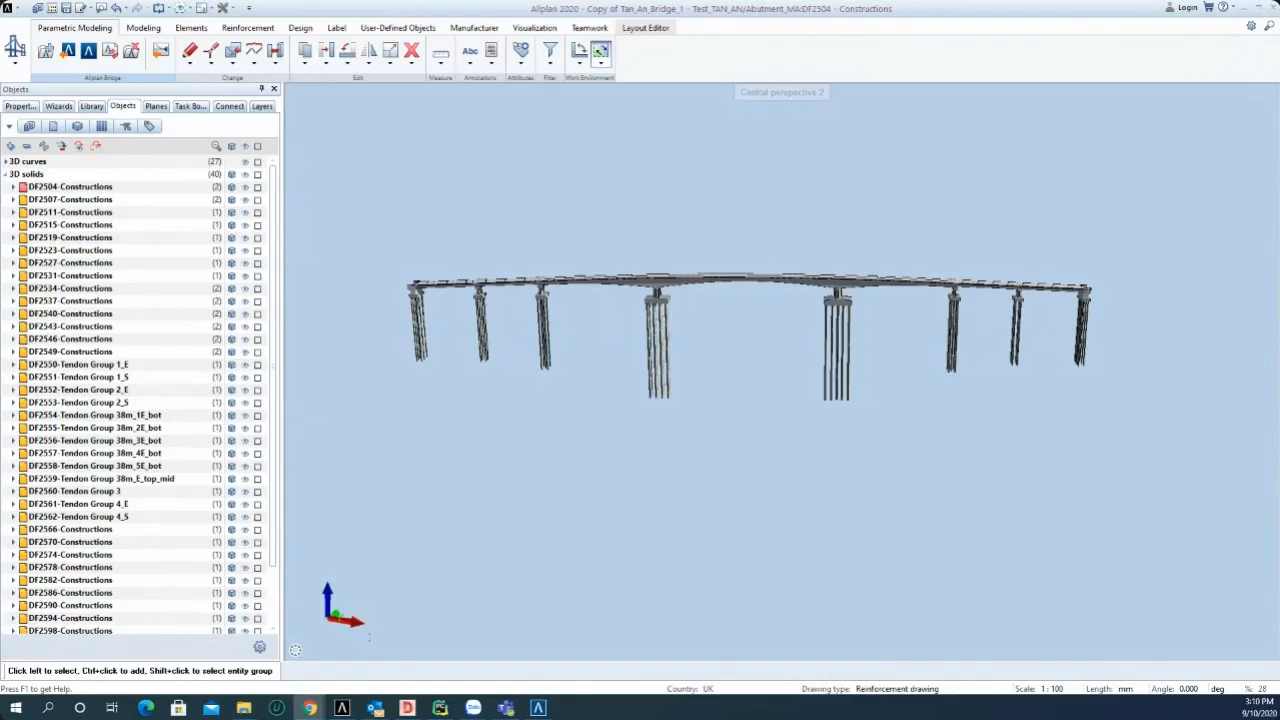 Allplan 2020 - Copy of Tan_An_Bridge_1 - Test_TAN_AN/Abutment_MA:DF2504 - Constructions
Login
Parametric Modeling Modeling Elements Reinforcement Design Label User-Defined Objects Manufacturer Visualization Teamwork Layout Editor
Abc
Allplan Bridge Change Edit Measure Annotations Attributes Filter Work Environment
Objects
Propert... Wizards Library Objects Planes Task Bo... Connect Layers
Central perspective 2
3D curves (27)
3D solids (40)
DF2504-Constructions (2)
DF2507-Constructions (2)
DF2511-Constructions (1)
DF2515-Constructions (1)
DF2519-Constructions (1)
DF2523-Constructions (1)
DF2527-Constructions (1)
DF2531-Constructions (1)
DF2534-Constructions (2)
DF2537-Constructions (2)
DF2540-Constructions (2)
DF2543-Constructions (2)
DF2546-Constructions (2)
DF2549-Constructions (2)
DF2550-Tendon Group 1_E (1)
DF2551-Tendon Group 1_S (1)
DF2552-Tendon Group 2_E (1)
DF2553-Tendon Group 2_S (1)
DF2554-Tendon Group 38m_1E_bot (1)
DF2555-Tendon Group 38m_2E_bot (1)
DF2556-Tendon Group 38m_3E_bot (1)
DF2557-Tendon Group 38m_4E_bot (1)
DF2558-Tendon Group 38m_5E_bot (1)
DF2559-Tendon Group 38m_E_top_mid (1)
DF2560-Tendon Group 3 (1)
DF2561-Tendon Group 4_E (1)
DF2562-Tendon Group 4_S (1)
DF2566-Constructions (1)
DF2570-Constructions (1)
DF2574-Constructions (1)
DF2578-Constructions (1)
DF2582-Constructions (1)
DF2586-Constructions (1)
DF2590-Constructions (1)
DF2594-Constructions (1)
DF2598-Constructions (1)
Click left to select, Ctrl+click to add, Shift+click to select entity group
Press F1 to get Help. Country: UK Drawing type: Reinforcement drawing Scale: 1 : 100 Length: mm Angle: 0.000 deg % 28
3:10 PM
9/10/2020